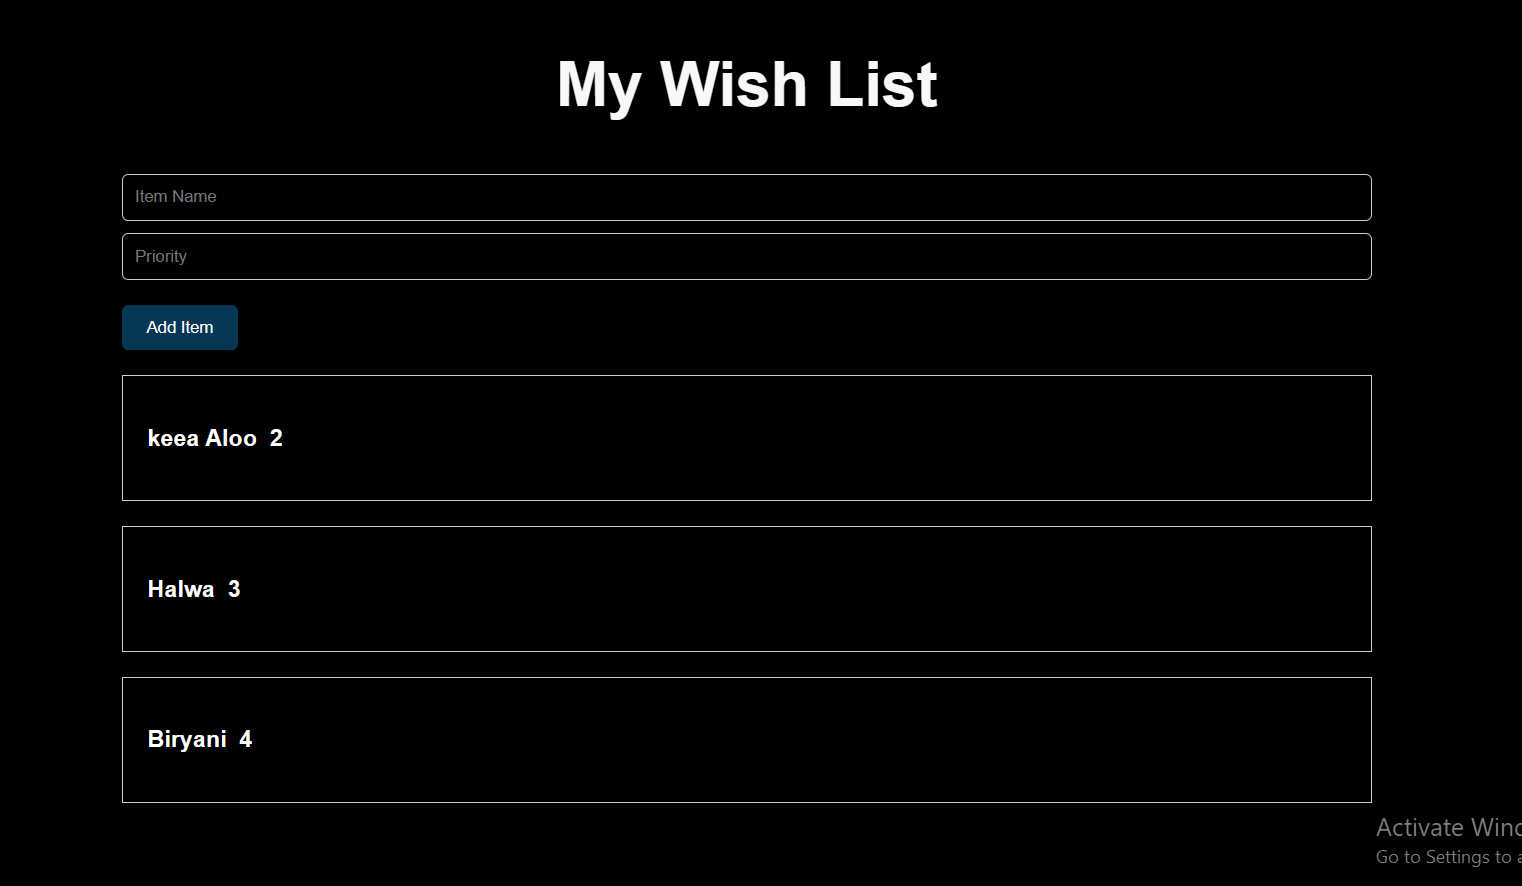 My Wish List
Item Name
Priority
Add Item
keea Aloo 2
Halwa 3
Biryani 4
Activate
Go to Settings to